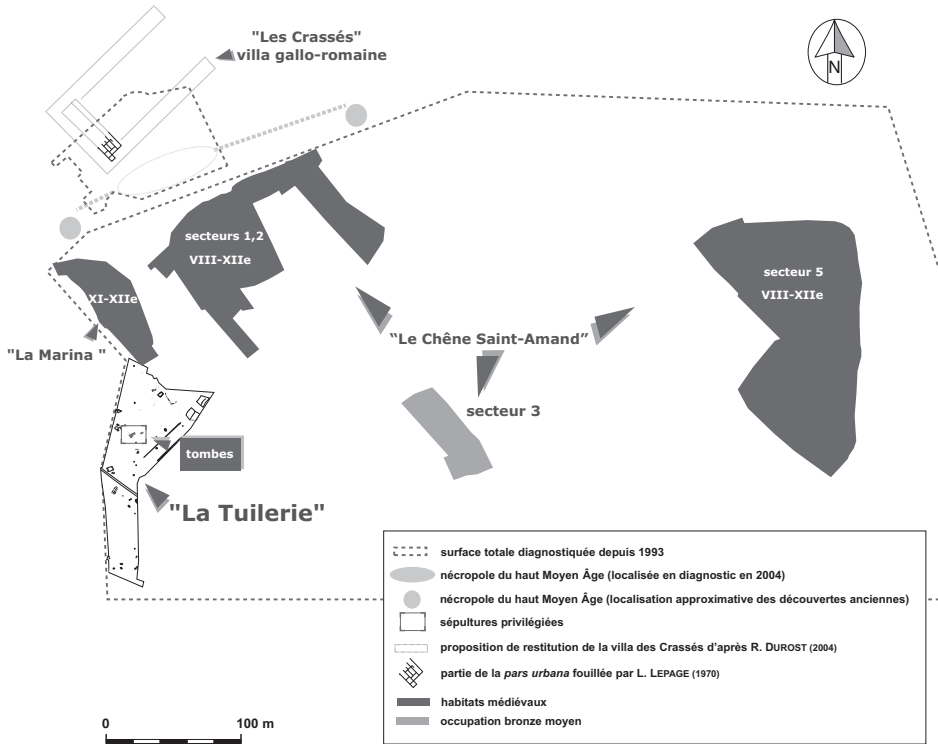 "Les Crassés"
villa gallo-romaine
N
secteurs 1,2
VIII-XIIe
secteur 5
VIII-XIIe
XI-XIIe
"La Marina "
“Le Chêne Saint-Amand”
secteur 3
tombes
"La Tuilerie"
surface totale diagnostiquée depuis 1993
nécropole du haut Moyen Âge (localisée en diagnostic en 2004)
nécropole du haut Moyen Âge (localisation approximative des découvertes anciennes)
sépultures privilégiées
proposition de restitution de la villa des Crassés d'après R. DUROST (2004)
partie de la pars urbana fouillée par L. LEPAGE (1970)
habitats médiévaux
occupation bronze moyen
0 100 m